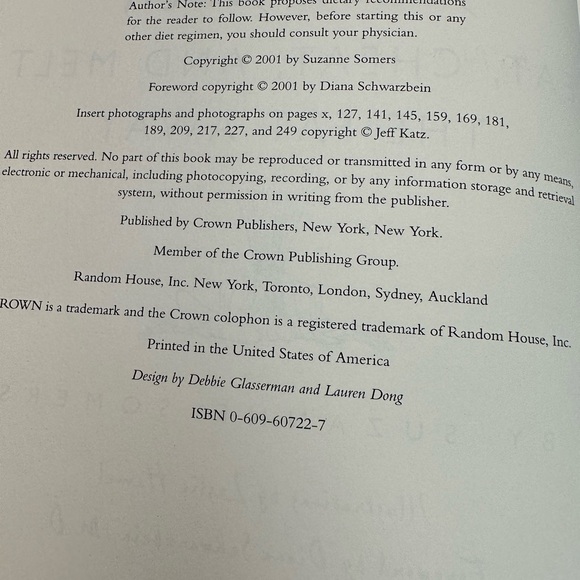 Author's Note: This book proposes dietary recommendations
for the reader to follow. However, before starting this or any
other diet regimen, you should consult your physician.
Copyright © 2001 by Suzanne Somers
Foreword copyright © 2001 by Diana Schwarzbein
Insert photographs and photographs on pages x, 127, 141, 145, 159, 169, 181,
189, 209, 217, 227, and 249 copyright © Jeff Katz.
All rights reserved. No part of this book may be reproduced or transmitted in any form or by any means,
electronic or mechanical, including photocopying, recording, or by any information storage and retrieval
system, without permission in writing from the publisher.
Published by Crown Publishers, New York, New York.
Member of the Crown Publishing Group.
Random House, Inc. New York, Toronto, London, Sydney, Auckland
ROWN is a trademark and the Crown colophon is a registered trademark of Random House, Inc.
Printed in the United States of America
Design by Debbie Glasserman and Lauren Dong
ISBN 0-609-60722-7